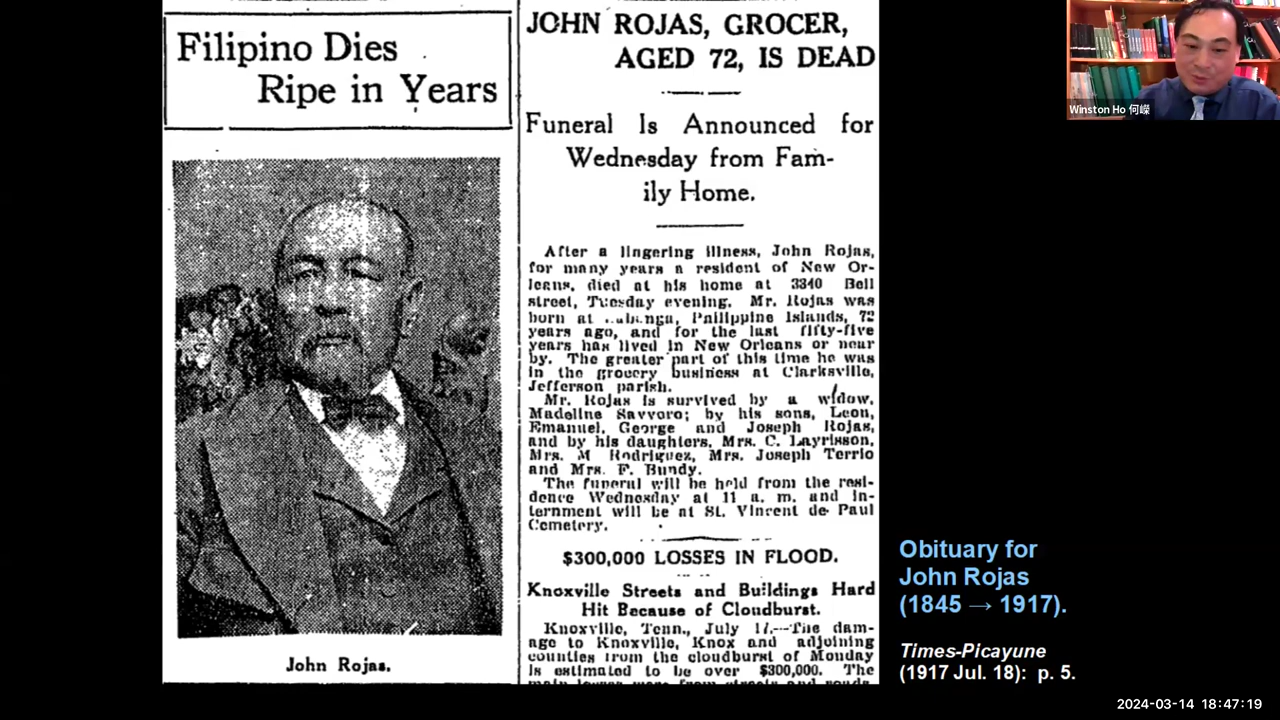 Filipino Dies
Ripe in Years
John Rojas.
JOHN ROJAS, GROCER,
AGED 72, IS DEAD
Funeral Is Announced for
Wednesday from Fam-
ily Home.
After a lingering illness, John Rojas,
for many years a resident of New Or-
leans, died at his home at 3340 Bell
street, Tuesday evening. Mr. Rojas was
born at Philippine Islands, 72
years ago, and for the last fifty-five
years has lived in New Orleans or near
by. The greater part of this time he was
in the grocery business at Clarksville,
Jefferson parish.
Mr. Rojas is survived by a widow,
Madeline Savvoro; by his sons, Leon,
Emanuel, George and Joseph Rojas,
and by his daughters, Mrs. C. Layrisson,
Mrs. M Rodriguez, Mrs. Joseph Terrio
and Mrs. F. Bundy.
The funeral will be held from the resi-
dence Wednesday at 11 a. m. and in-
ternment will be at St. Vincent de Paul
Cemetery.
$300,000 LOSSES IN FLOOD.
Knoxville Streets and Buildings Hard
Hit Because of Cloudburst.
Knoxville, Tenn., July 17.—The dam-
age to Knoxville, Knox and adjoining
counties from the cloudburst of Monday
is estimated to be over $300,000. The
Winston Ho 何嶸
Obituary for
John Rojas
(1845 → 1917).
Times-Picayune
(1917 Jul. 18): p. 5.
2024-03-14 18:47:19